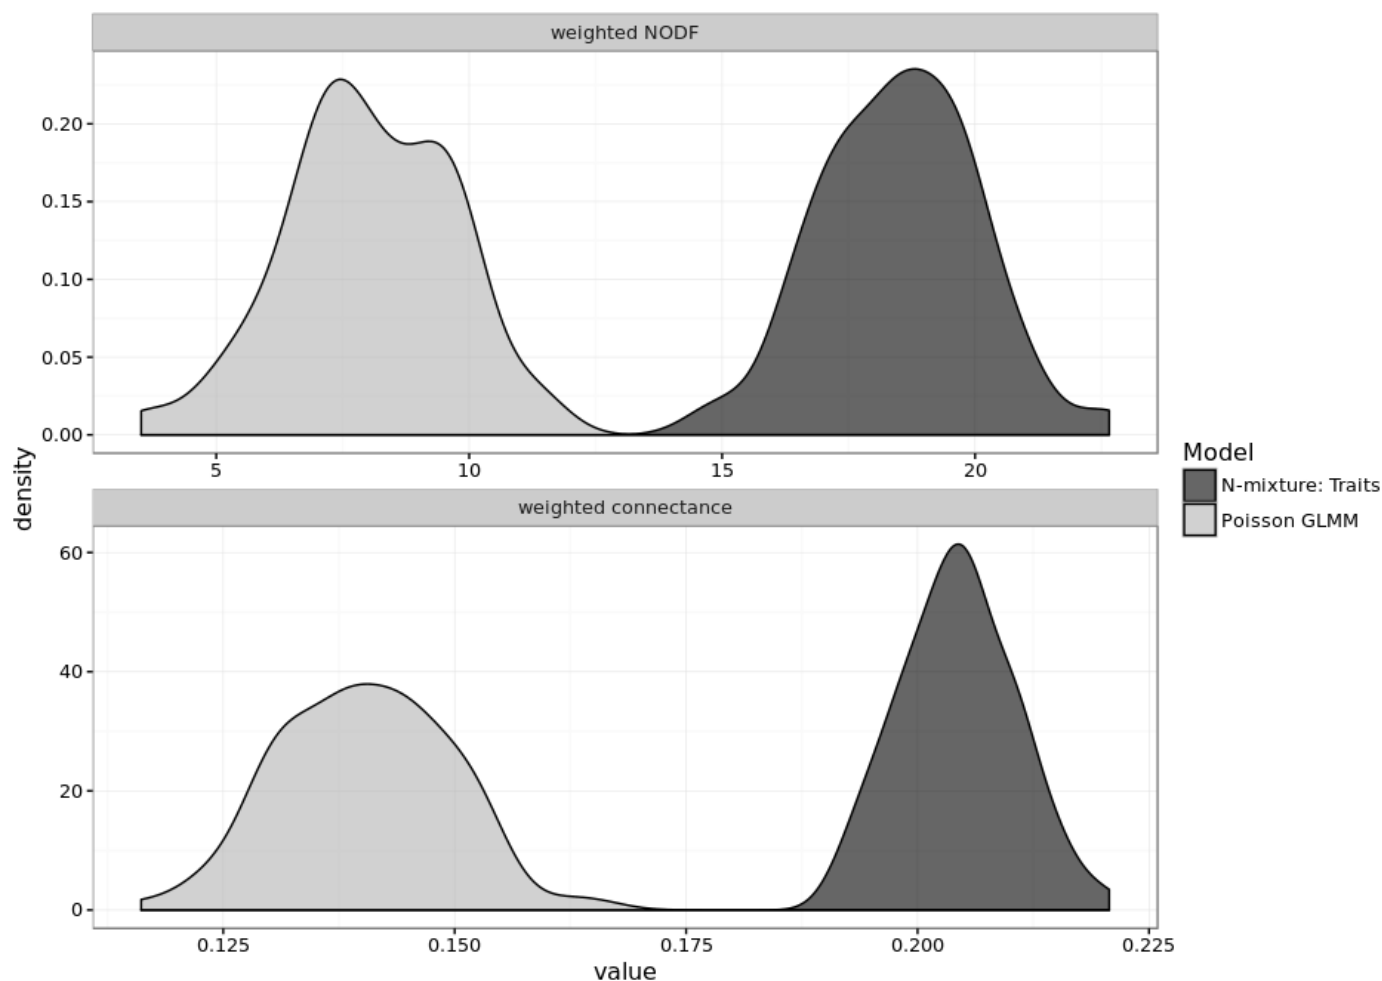 weighted NODF
0.20
0.15
0.10
0.05
0.00
5 10 15 20
density
weighted connectance
60
40
20
0
0.125 0.150 0.175 0.200 0.225
value
Model
N-mixture: Traits
Poisson GLMM